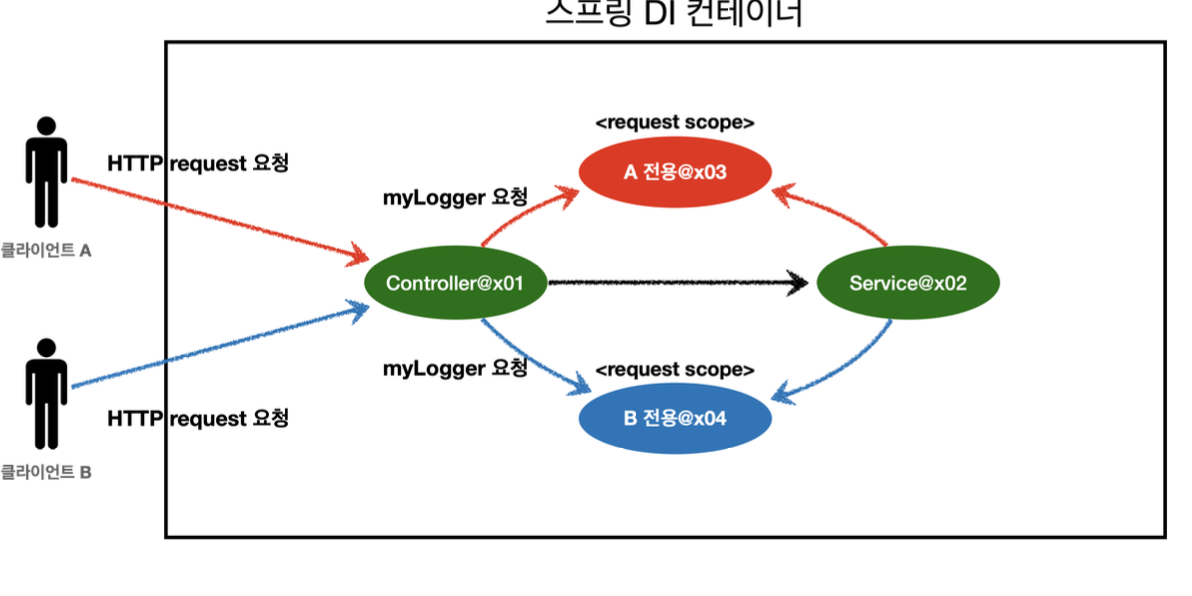 스프링 DI 컨테이너
<request scope>
HTTP request 요청
A 전용@x03
myLogger 요청
클라이언트 A
Controller@x01
Service@x02
myLogger 요청
<request scope>
HTTP request 요청
B 전용@x04
클라이언트 B